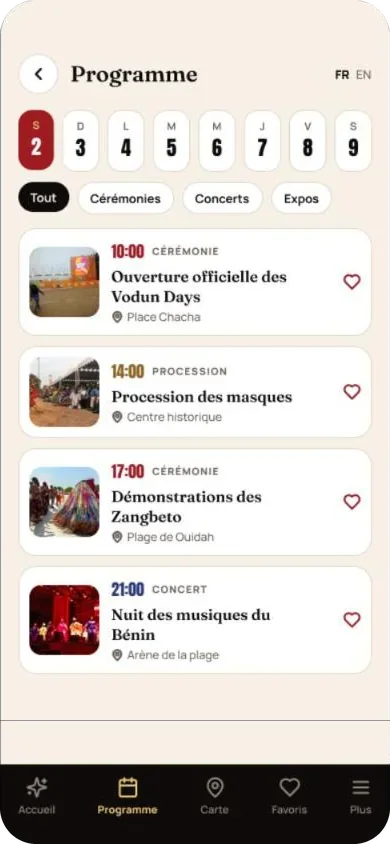 Programme
FR EN
S D L M M J V S
2 3 4 5 6 7 8 9
Tout Cérémonies Concerts Expos
10:00 CÉRÉMONIE
Ouverture officielle des
Vodun Days
Place Chacha
14:00 PROCESSION
Procession des masques
Centre historique
17:00 CÉRÉMONIE
Démonstrations des
Zangbeto
Plage de Ouidah
21:00 CONCERT
Nuit des musiques du
Bénin
Arène de la plage
Accueil Programme Carte Favoris Plus